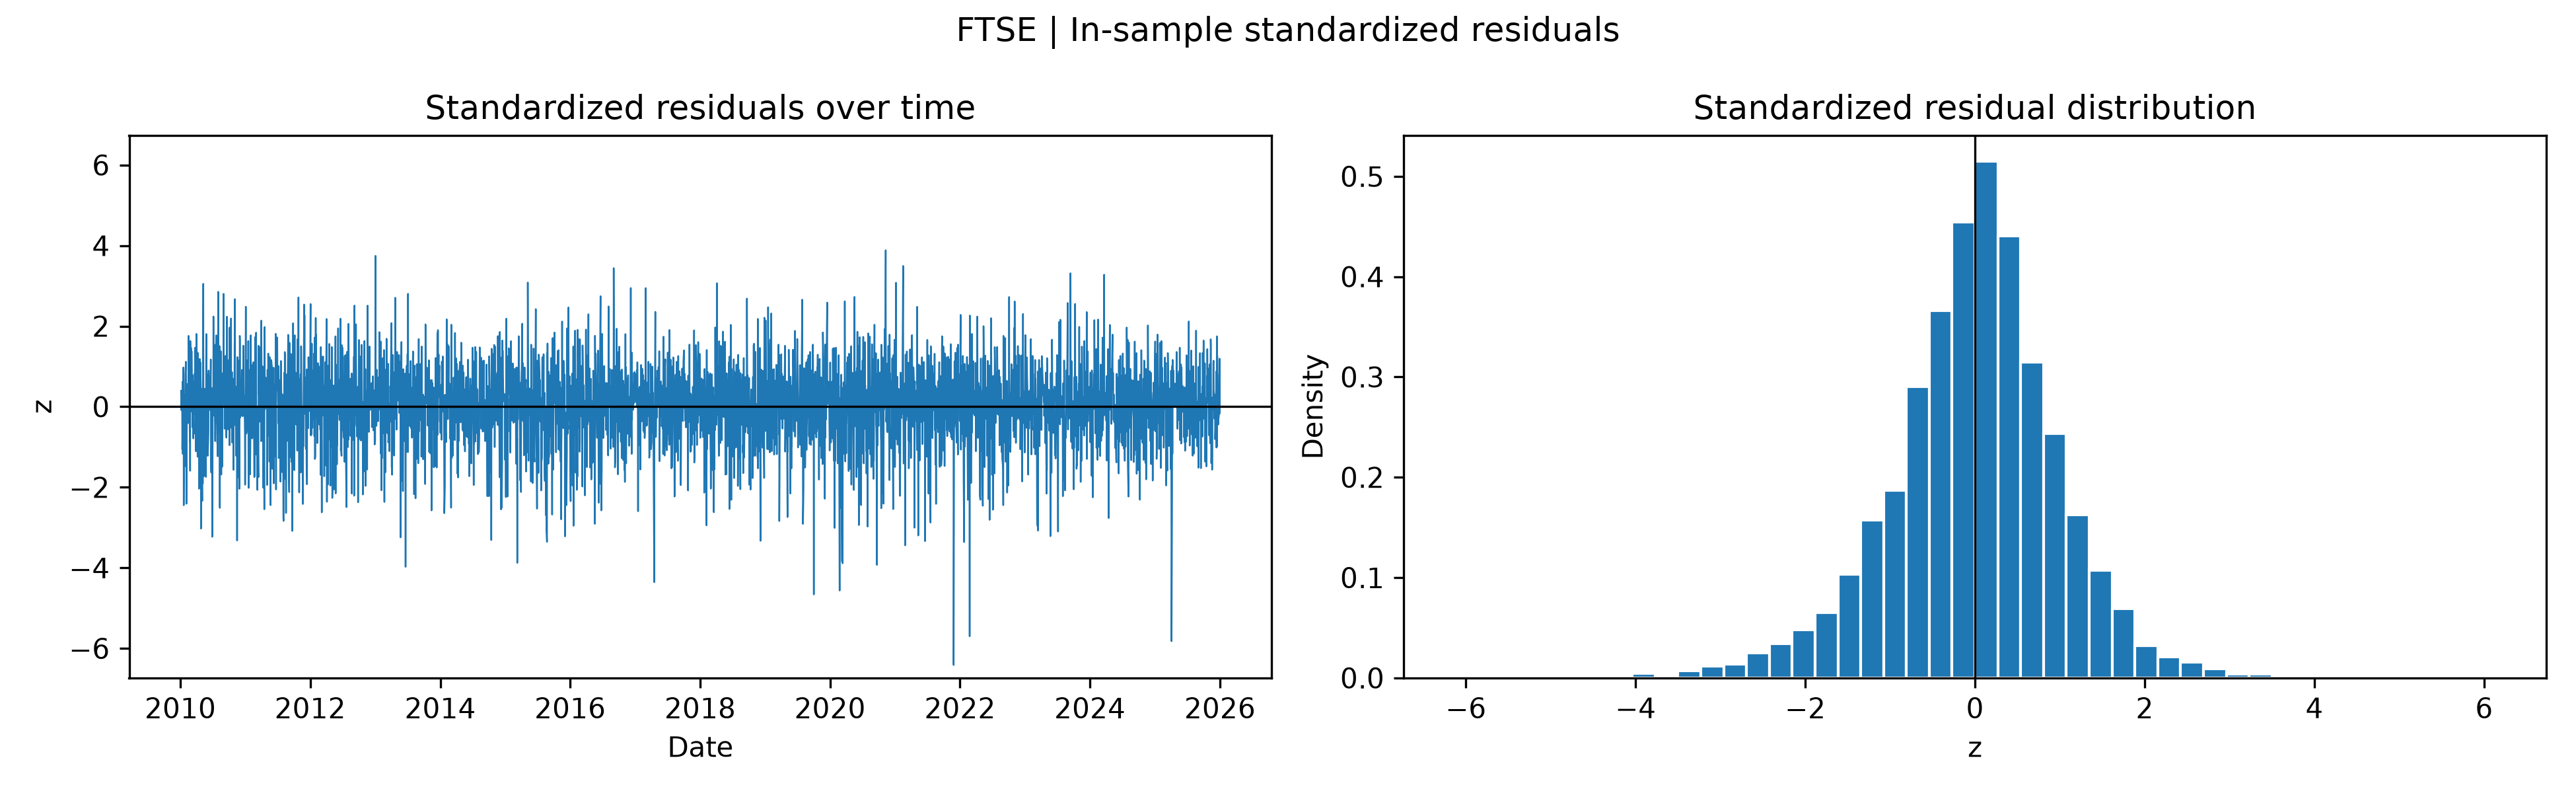 FTSE | In-sample standardized residuals
Standardized residuals over time
z
6
4
2
0
−2
−4
−6
2010 2012 2014 2016 2018 2020 2022 2024 2026
Date
Standardized residual distribution
Density
0.5
0.4
0.3
0.2
0.1
0.0
−6 −4 −2 0 2 4 6
z